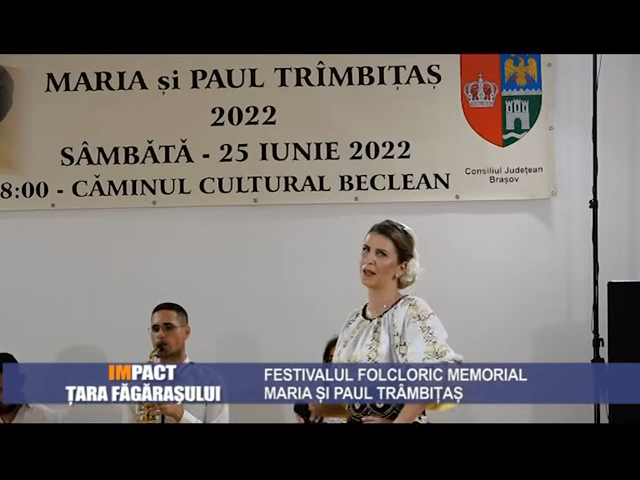 MARIA și PAUL TRÎMBIȚAȘ
2022
SÂMBĂTĂ - 25 IUNIE 2022
8:00 - CĂMINUL CULTURAL BECLEAN
Consiliul Județean
Brașov
IMPACT
ȚARA FĂGĂRAȘULUI
FESTIVALUL FOLCLORIC MEMORIAL
MARIA ȘI PAUL TRÂMBIȚAȘ